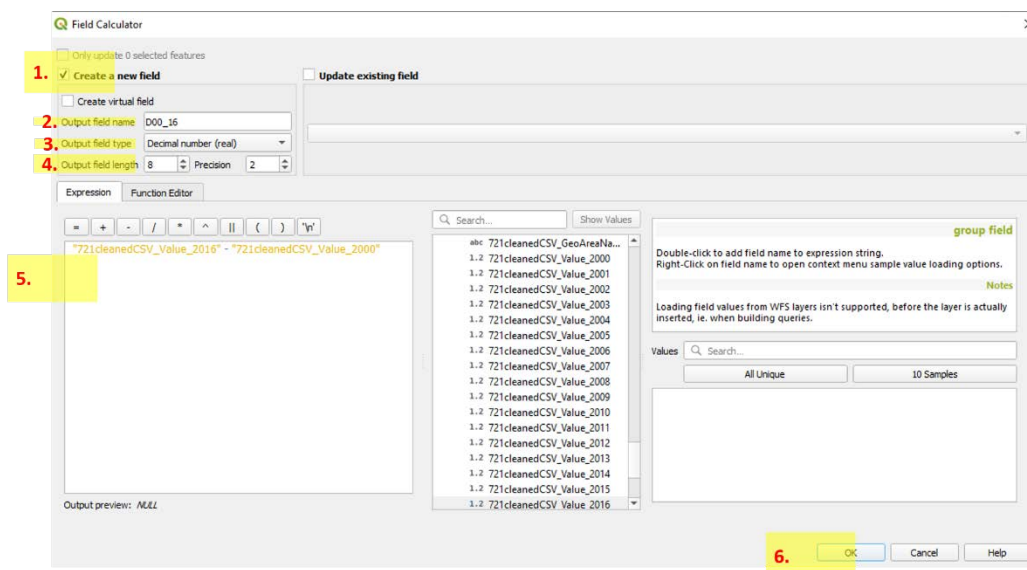 Field Calculator
Only update 0 selected features
1. ✓ Create a new field
Update existing field
Create virtual field
2. Output field name D00_16
3. Output field type Decimal number (real)
4. Output field length 8 Precision 2
Expression Function Editor
= + - / * ^ || ( ) '\n'
"721cleanedCSV_Value_2016" - "721cleanedCSV_Value_2000"
5.
Output preview: NULL
Search... Show Values
abc 721cleanedCSV_GeoAreaNa...
1.2 721cleanedCSV_Value_2000
1.2 721cleanedCSV_Value_2001
1.2 721cleanedCSV_Value_2002
1.2 721cleanedCSV_Value_2003
1.2 721cleanedCSV_Value_2004
1.2 721cleanedCSV_Value_2005
1.2 721cleanedCSV_Value_2006
1.2 721cleanedCSV_Value_2007
1.2 721cleanedCSV_Value_2008
1.2 721cleanedCSV_Value_2009
1.2 721cleanedCSV_Value_2010
1.2 721cleanedCSV_Value_2011
1.2 721cleanedCSV_Value_2012
1.2 721cleanedCSV_Value_2013
1.2 721cleanedCSV_Value_2014
1.2 721cleanedCSV_Value_2015
1.2 721cleanedCSV_Value_2016
group field
Double-click to add field name to expression string.
Right-Click on field name to open context menu sample value loading options.
Notes
Loading field values from WFS layers isn't supported, before the layer is actually
inserted, ie. when building queries.
Values Search...
All Unique 10 Samples
6. OK Cancel Help